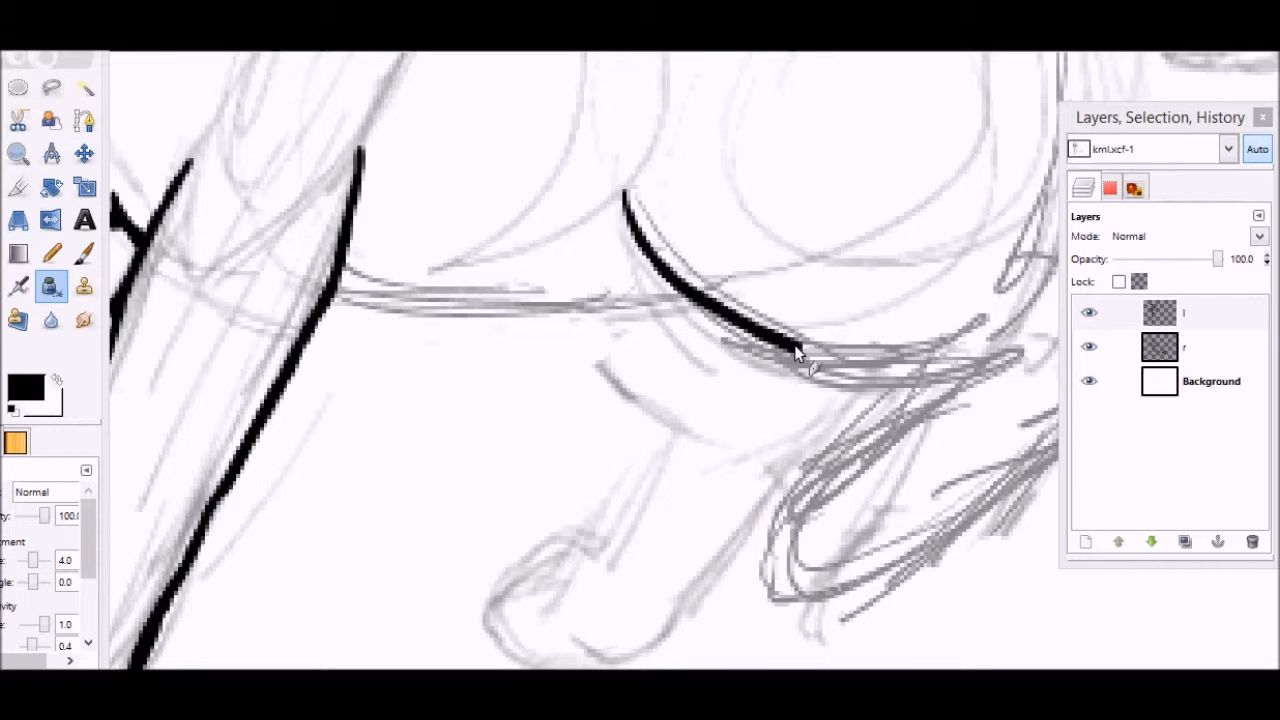 Layers, Selection, History
kml.xcf-1
Auto
Layers
Mode: Normal
Opacity: 100.0
Lock:
l
r
Background
Normal
100.
4.0
0.0
1.0
0.4